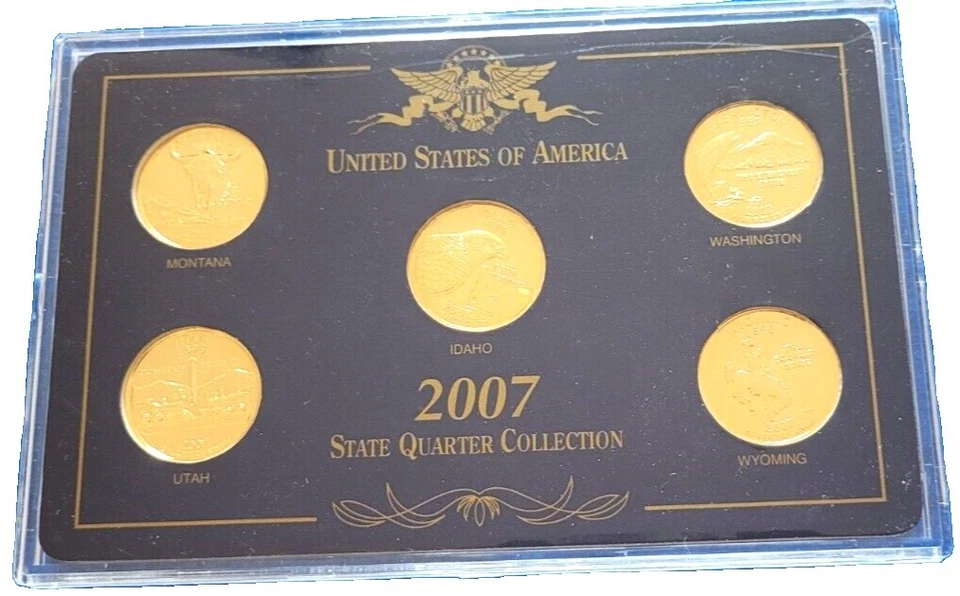 UNITED STATES OF AMERICA
MONTANA
WASHINGTON
IDAHO
UTAH
WYOMING
2007
STATE QUARTER COLLECTION